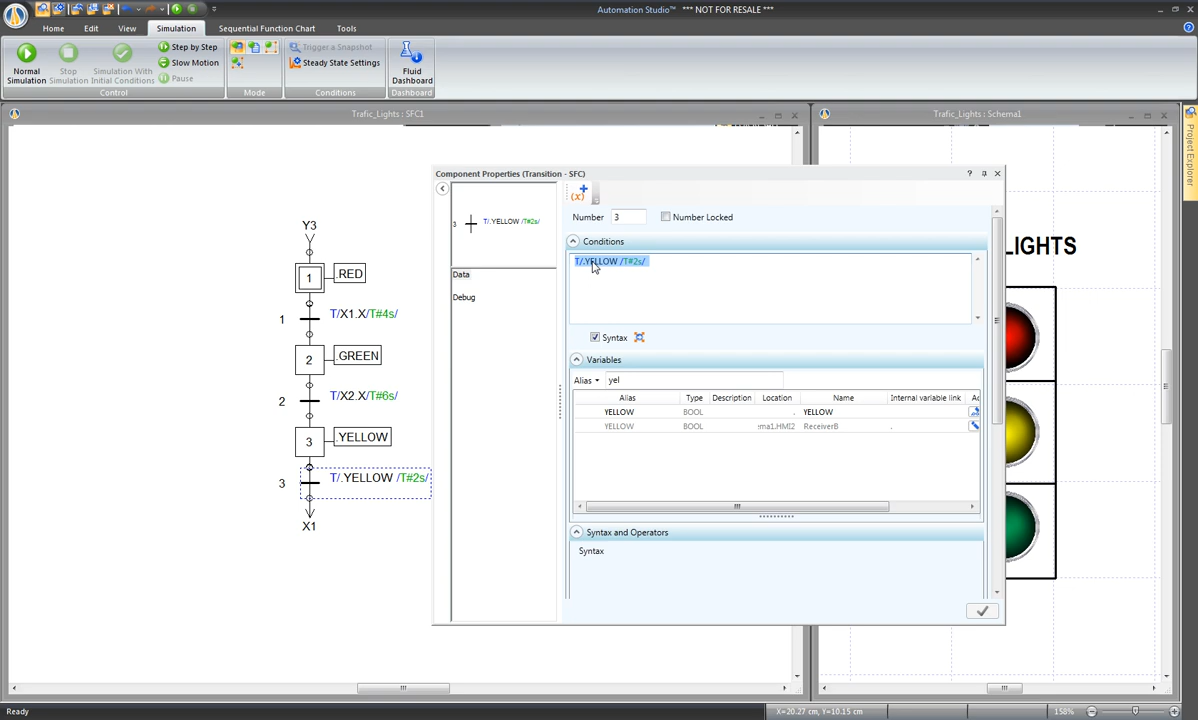 Automation Studio™ *** NOT FOR RESALE ***
Home Edit View Simulation Sequential Function Chart Tools
Normal Simulation
Stop Simulation
Simulation With Initial Conditions
Step by Step
Slow Motion
Pause
Trigger a Snapshot
Steady State Settings
Fluid Dashboard
Control Mode Conditions Dashboard
Trafic_Lights : SFC1
Trafic_Lights : Schema1
Project Explorer
Y3
1 .RED
1 T/X1.X/T#4s/
2 .GREEN
2 T/X2.X/T#6s/
3 .YELLOW
3 T/.YELLOW /T#2s/
X1
LIGHTS
Component Properties (Transition - SFC)
3 T/.YELLOW /T#2s/
Data
Debug
(x)
Number 3 Number Locked
Conditions
T/.YELLOW /T#2s/
Syntax
Variables
Alias yel
Alias Type Description Location Name Internal variable link Ac
YELLOW BOOL . YELLOW
YELLOW BOOL :ma1.HMI2 ReceiverB .
Syntax and Operators
Syntax
Ready X=20.27 cm, Y=10.15 cm 158%